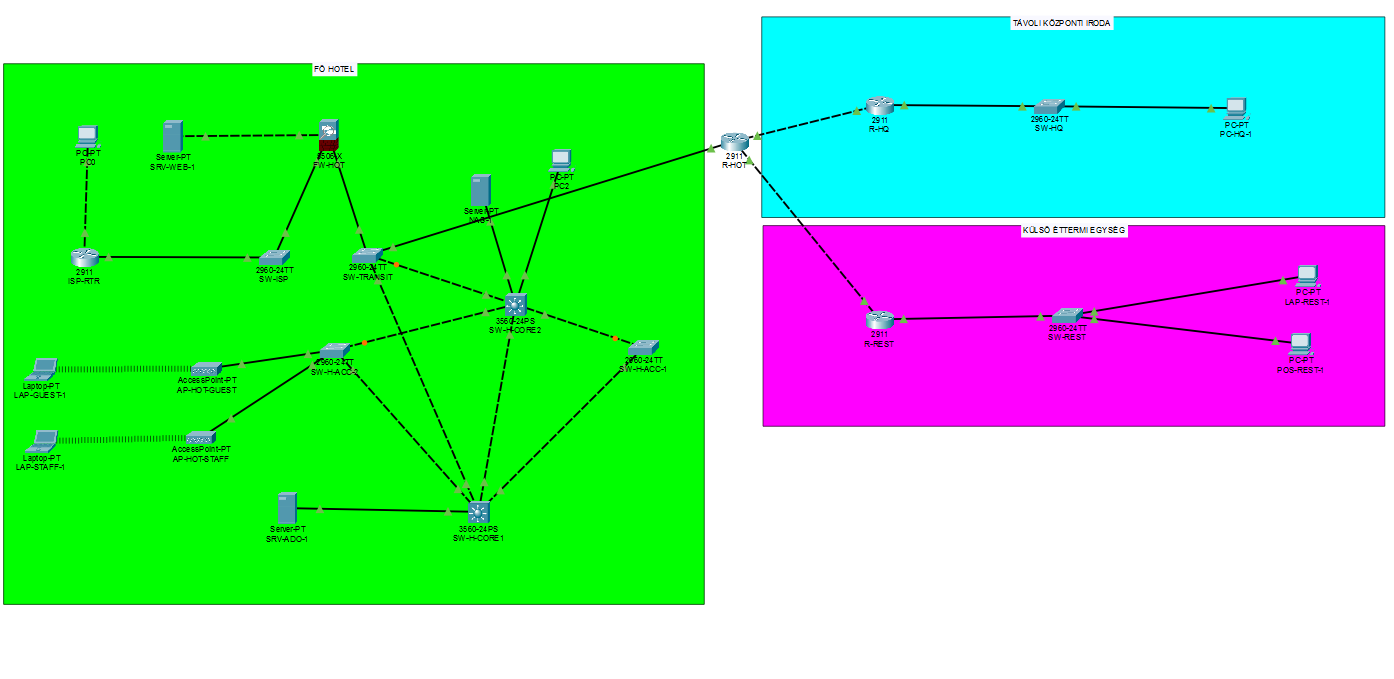 TÁVOLI KÖZPONTI IRODA
FŐ HOTEL
2911
R-HQ
2960-24TT
SW-HQ
PC-PT
PC-HQ-1
PC-PT
PC0
Server-PT
SRV-WEB-1
5506-X
FW-HOT
PC-PT
PC2
2911
R-HOT
Server-PT
NAS-1
KÜLSŐ ÉTTERMI EGYSÉG
2911
ISP-RTR
2960-24TT
SW-ISP
2960-24TT
SW-TRANSIT
3560-24PS
SW-H-CORE2
PC-PT
LAP-REST-1
2911
R-REST
2960-24TT
SW-REST
PC-PT
POS-REST-1
Laptop-PT
LAP-GUEST-1
AccessPoint-PT
AP-HOT-GUEST
2960-24TT
SW-H-ACC-2
2960-24TT
SW-H-ACC-1
Laptop-PT
LAP-STAFF-1
AccessPoint-PT
AP-HOT-STAFF
Server-PT
SRV-ADO-1
3560-24PS
SW-H-CORE1